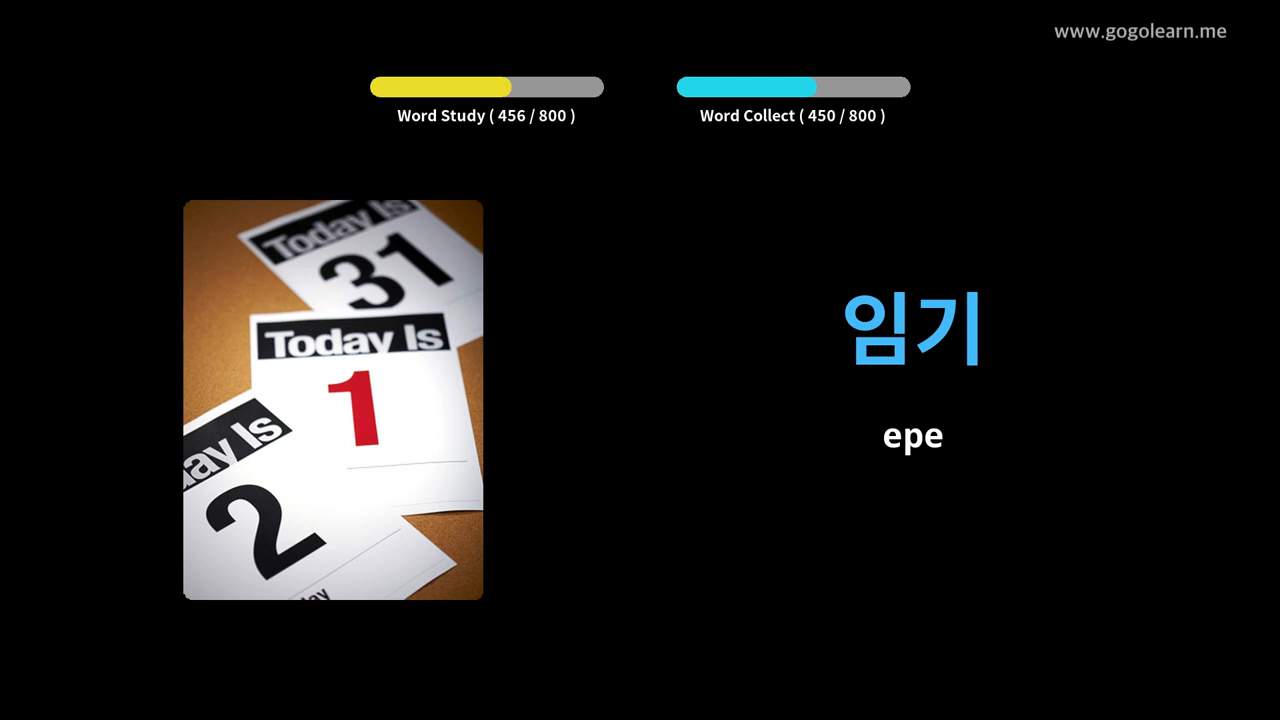 www.gogolearn.me
Word Study ( 456 / 800 )
Word Collect ( 450 / 800 )
Today Is
31
Today Is
1
ay Is
2
임기
epe